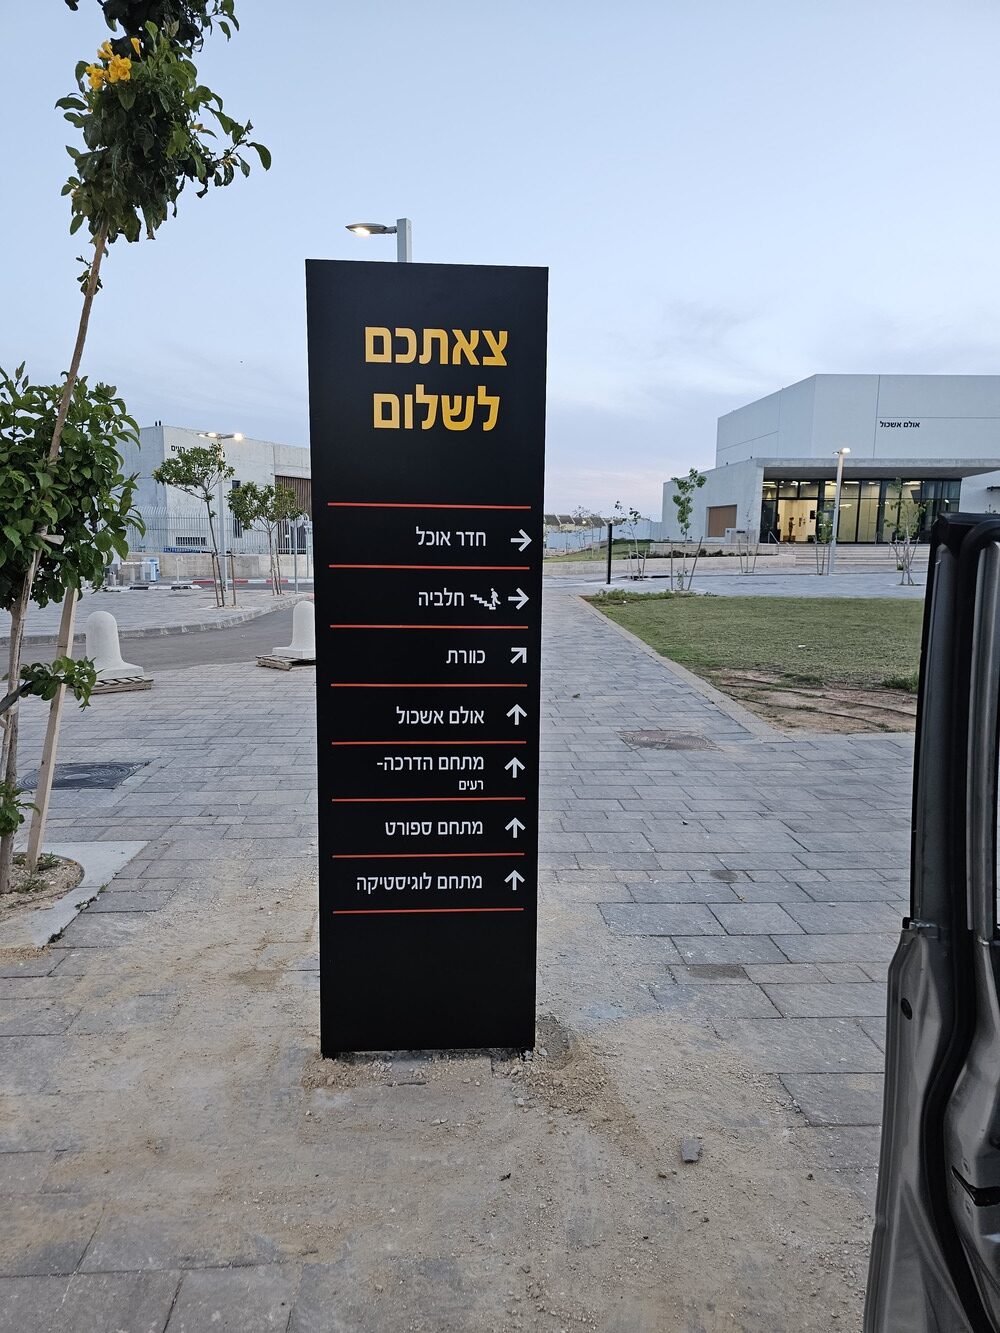 צאתכם
לשלום
חדר אוכל
חלביה
כוורת
אולם אשכול
מתחם הדרכה-
רעים
מתחם ספורט
מתחם לוגיסטיקה
אולם אשכול